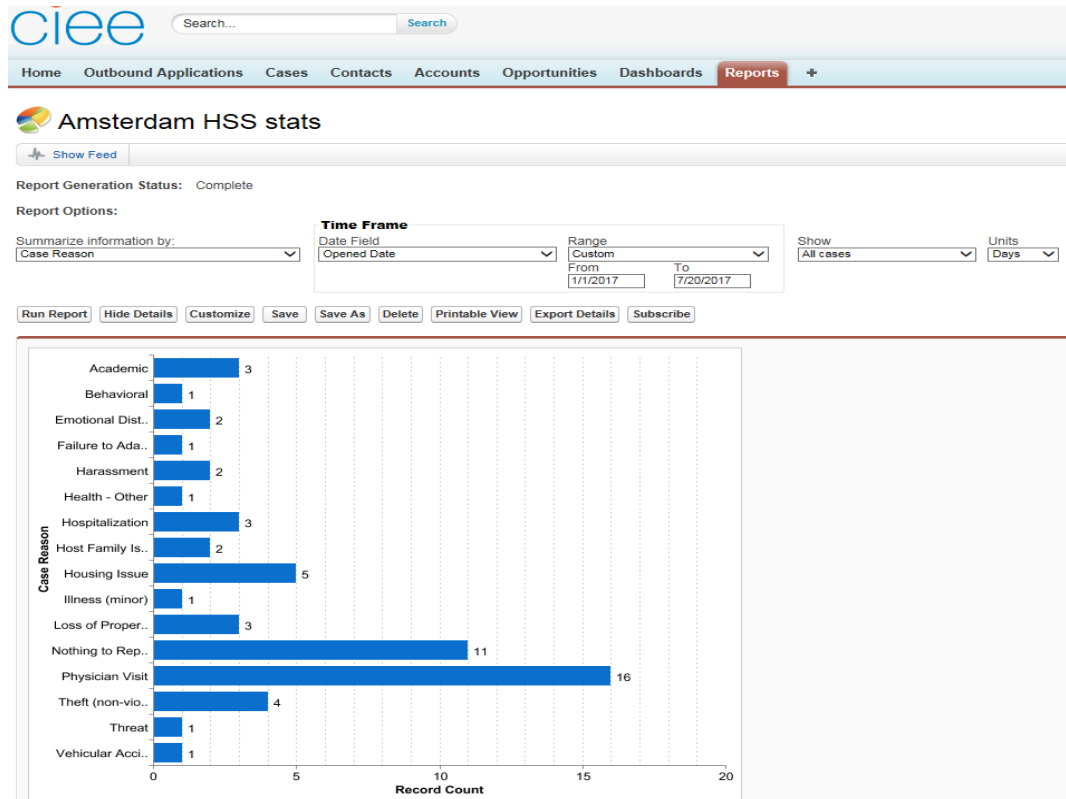 ciee Search... Search
Home Outbound Applications Cases Contacts Accounts Opportunities Dashboards Reports +
Amsterdam HSS stats
Show Feed
Report Generation Status: Complete
Report Options:
Time Frame
Summarize information by: Date Field Range Show Units
Case Reason Opened Date Custom All cases Days
From To
1/1/2017 7/20/2017
Run Report Hide Details Customize Save Save As Delete Printable View Export Details Subscribe
Academic 3
Behavioral 1
Emotional Dist.. 2
Failure to Ada.. 1
Harassment 2
Health - Other 1
Hospitalization 3
Host Family Is.. 2
Housing Issue 5
Illness (minor) 1
Loss of Proper.. 3
Nothing to Rep.. 11
Physician Visit 16
Theft (non-vio.. 4
Threat 1
Vehicular Acci.. 1
Case Reason
0 5 10 15 20
Record Count